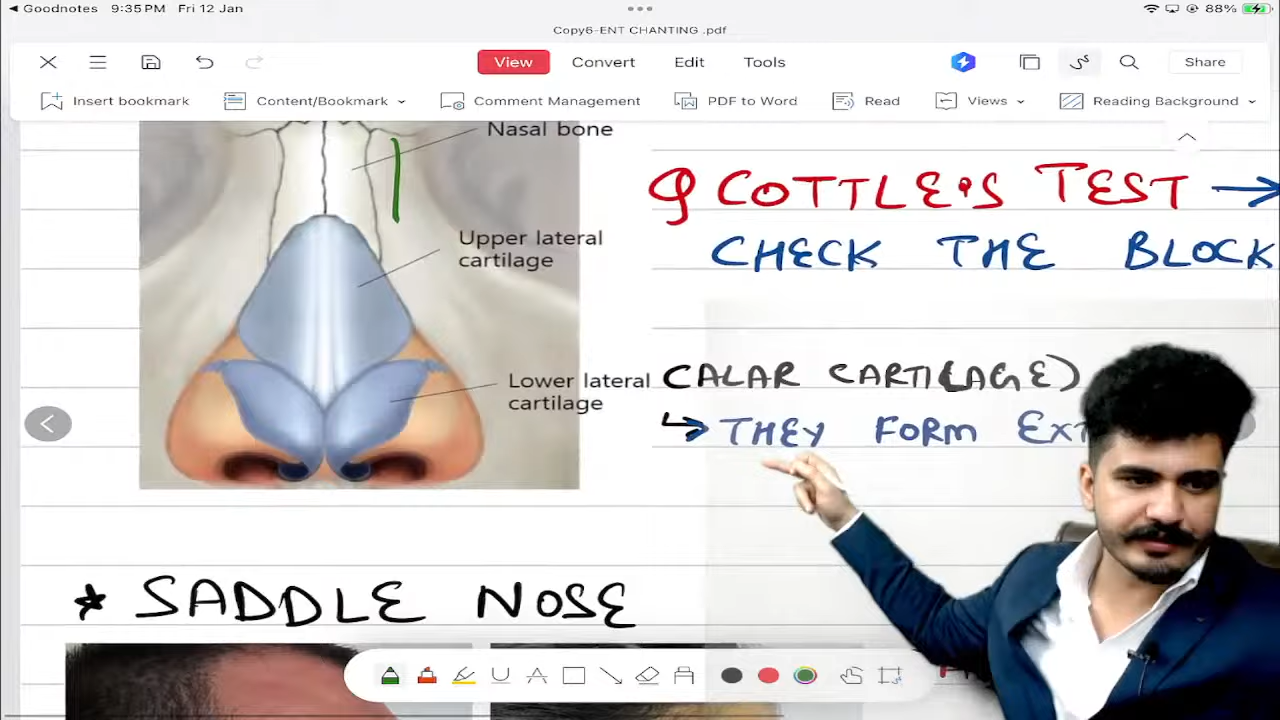 Goodnotes 9:35 PM Fri 12 Jan 88%
Copy6-ENT CHANTING .pdf
View Convert Edit Tools Share
Insert bookmark Content/Bookmark Comment Management PDF to Word Read Views Reading Background
Nasal bone
Upper lateral
cartilage
Lower lateral
cartilage
COTTLE'S TEST →
CHECK THE BLOCK
(ALAR CARTILAGE)
↳ THEY FORM EXT
* SADDLE NOSE